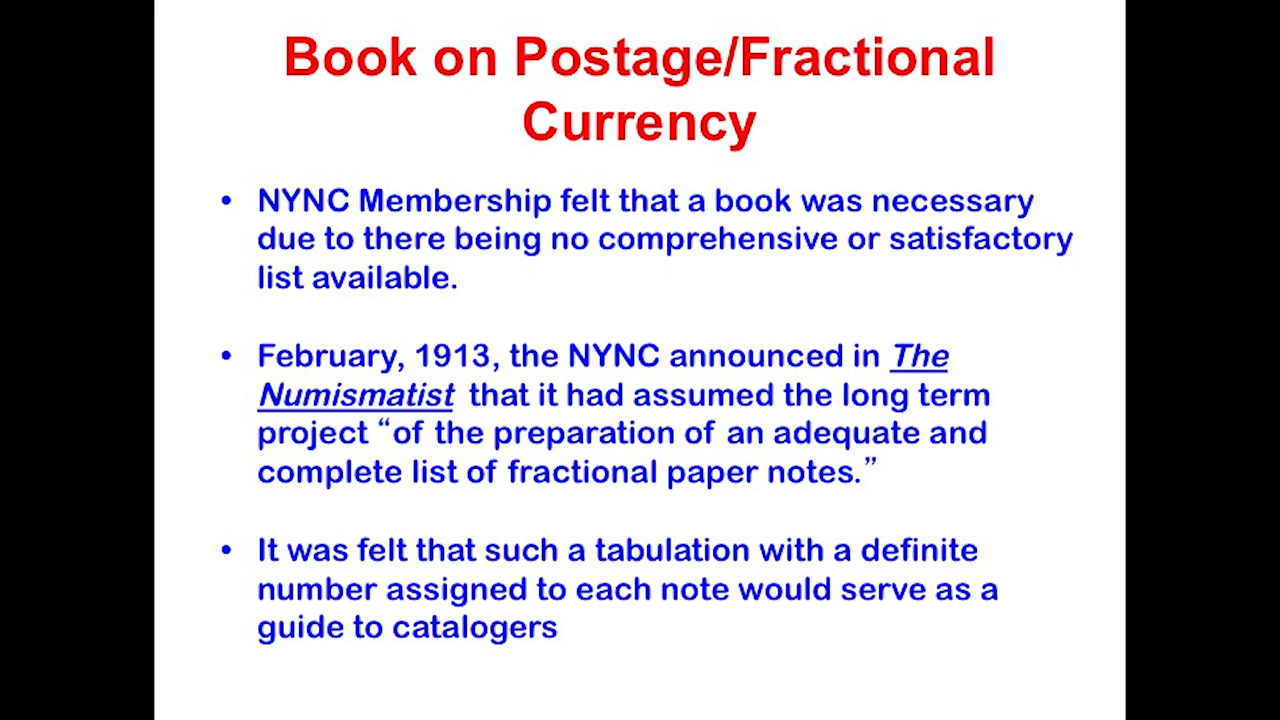 Book on Postage/Fractional
Currency
• NYNC Membership felt that a book was necessary
due to there being no comprehensive or satisfactory
list available.
• February, 1913, the NYNC announced in The
Numismatist that it had assumed the long term
project “of the preparation of an adequate and
complete list of fractional paper notes.”
• It was felt that such a tabulation with a definite
number assigned to each note would serve as a
guide to catalogers